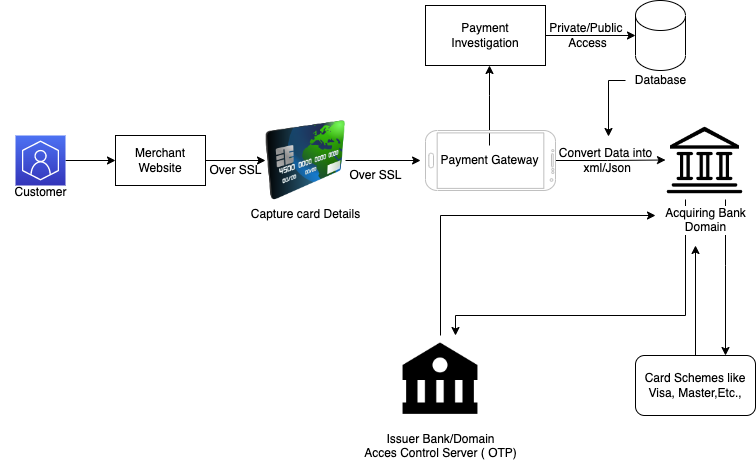 Payment
Investigation
Private/Public
Access
Database
Customer
Merchant
Website
Over SSL
4500 0000 0000 0000
00/00
00/00
Capture card Details
Over SSL
Payment Gateway
Convert Data into
xml/Json
Acquiring Bank
Domain
Card Schemes like
Visa, Master,Etc.,
Issuer Bank/Domain
Acces Control Server ( OTP)